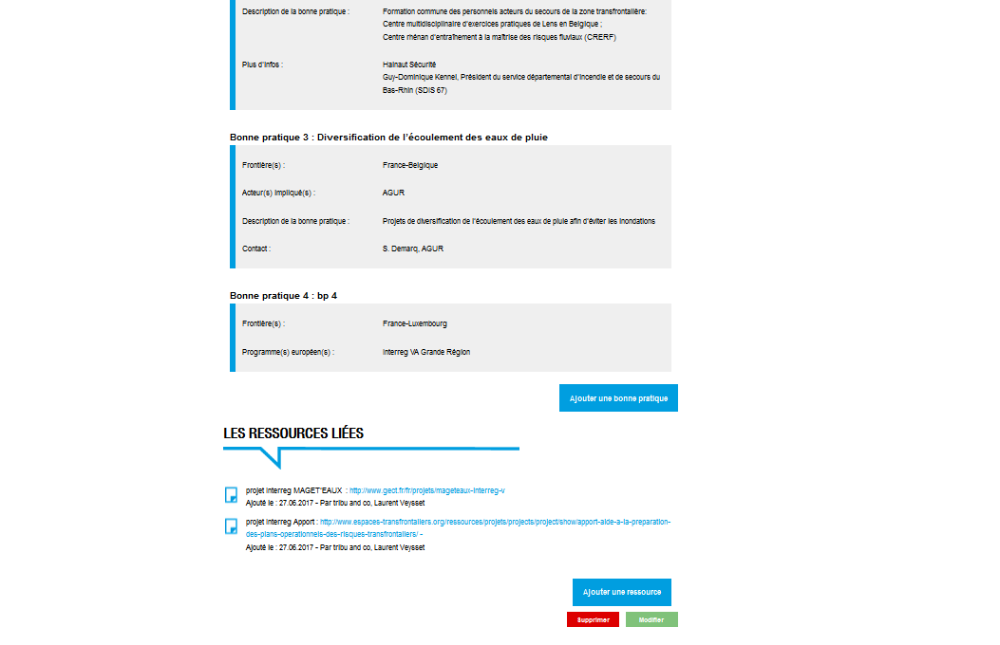 Description de la bonne pratique : Formation commune des personnels acteurs du secours de la zone transfrontalière:
Centre multidisciplinaire d'exercices pratiques de Lens en Belgique ;
Centre rhénan d'entraînement à la maîtrise des risques fluviaux (CRERF)
Plus d'infos : Hainaut Sécurité
Guy-Dominique Kennel, Président du service départemental d'incendie et de secours du
Bas-Rhin (SDIS 67)
Bonne pratique 3 : Diversification de l'écoulement des eaux de pluie
Frontière(s) : France-Belgique
Acteur(s) impliqué(s) : AGUR
Description de la bonne pratique : Projets de diversification de l'écoulement des eaux de pluie afin d'éviter les inondations
Contact : S. Demarq, AGUR
Bonne pratique 4 : bp 4
Frontière(s) : France-Luxembourg
Programme(s) européen(s) : Interreg VA Grande Région
Ajouter une bonne pratique
LES RESSOURCES LIÉES
projet Interreg MAGET'EAUX : http://www.gect.fr/fr/projets/mageteaux-interreg-v
Ajouté le : 27.06.2017 - Par tribu and co, Laurent Veysset
projet Interreg Apport : http://www.espaces-transfrontaliers.org/ressources/projets/projects/project/show/apport-aide-a-la-preparation-
des-plans-operationnels-des-risques-transfrontaliers/ -
Ajouté le : 27.06.2017 - Par tribu and co, Laurent Veysset
Ajouter une ressource
Supprimer Modifier